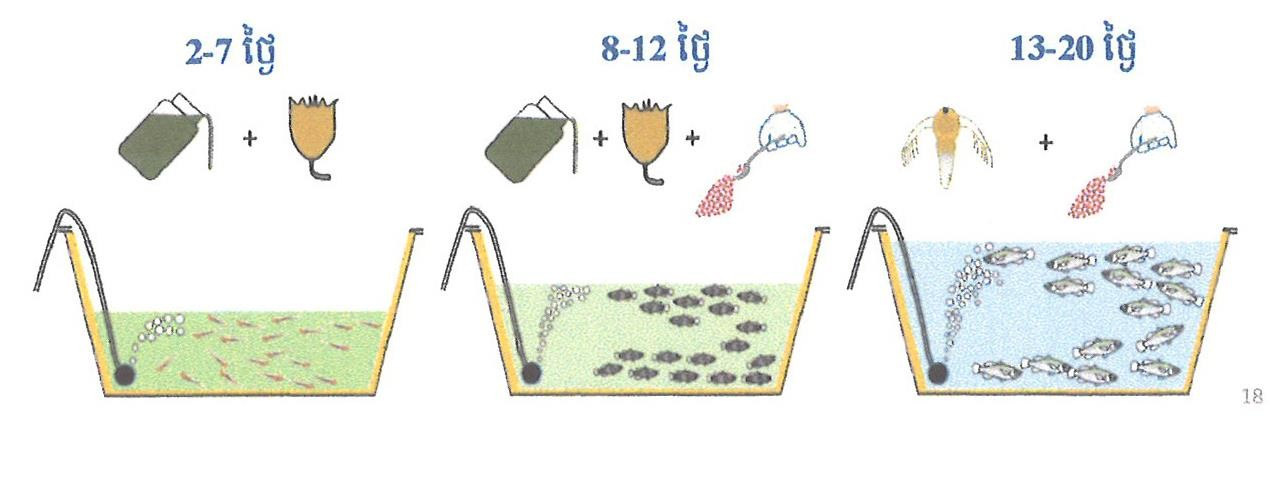 2-7 ថ្ងៃ
8-12 ថ្ងៃ
13-20 ថ្ងៃ
+
+ +
+
18